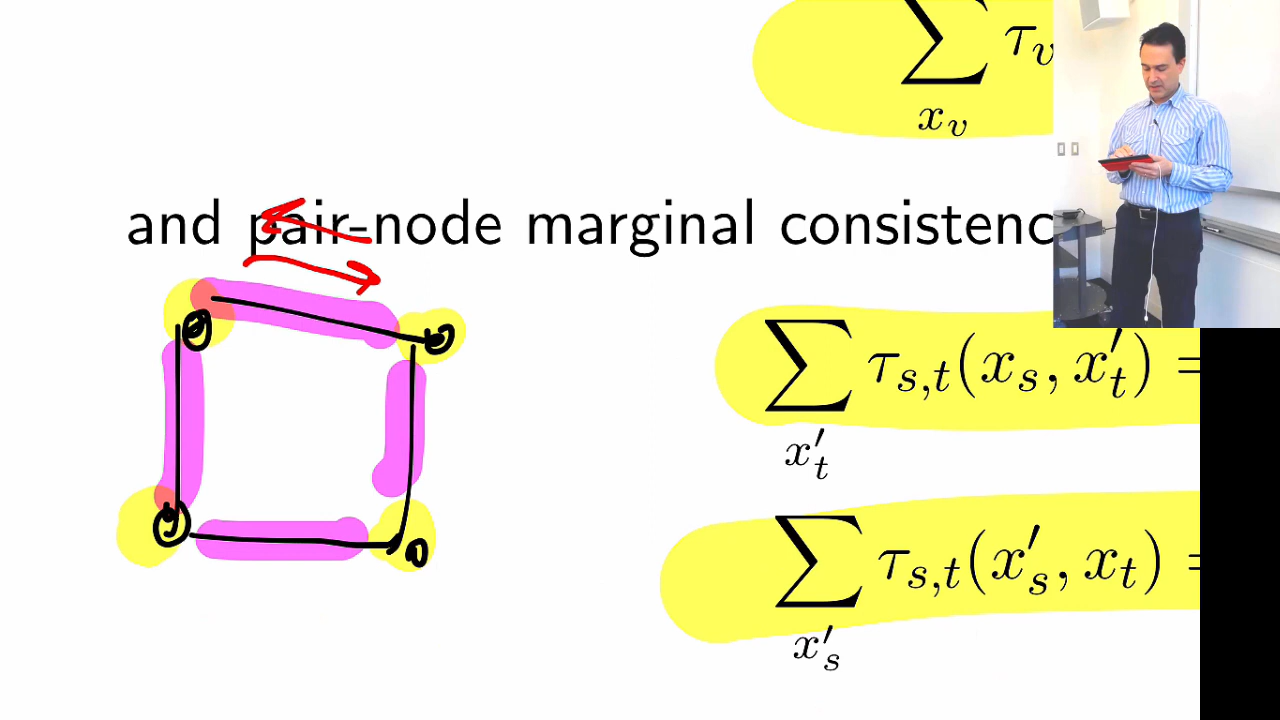 ∑ τ_v
x_v
and pair-node marginal consistenc
∑ τ_{s,t}(x_s, x′_t) =
x′_t
∑ τ_{s,t}(x′_s, x_t) =
x′_s